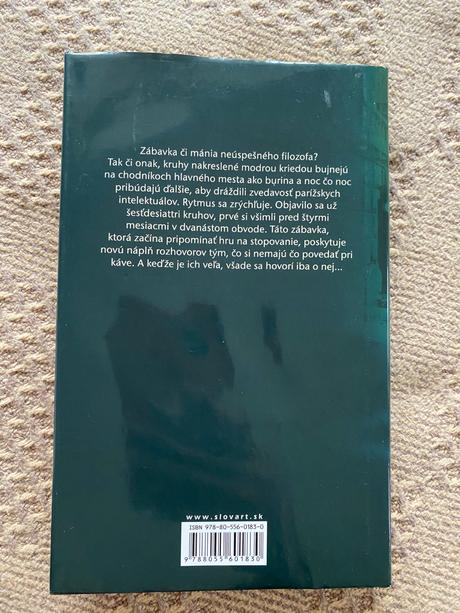 Zábavka či mánia neúspešného filozofa?
Tak či onak, kruhy nakreslené modrou kriedou bujnejú
na chodníkoch hlavného mesta ako burina a noc čo noc
pribúdajú ďalšie, aby dráždili zvedavosť parížskych
intelektuálov. Rytmus sa zrýchľuje. Objavilo sa už
šesťdesiattri kruhov, prvé si všimli pred štyrmi
mesiacmi v dvanástom obvode. Táto zábavka,
ktorá začína pripomínať hru na stopovanie, poskytuje
novú náplň rozhovorov tým, čo si nemajú čo povedať pri
káve. A keďže je ich veľa, všade sa hovorí iba o nej...
www.slovart.sk
ISBN 978-80-556-0183-0
9 788055 601830